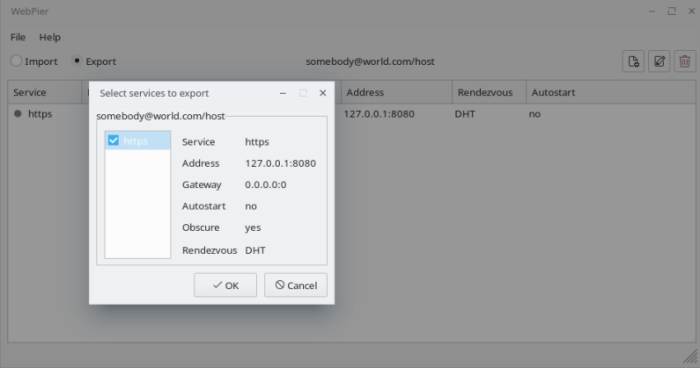 WebPier
File Help
Import Export somebody@world.com/host
Service Address Rendezvous Autostart
https 127.0.0.1:8080 DHT no
Select services to export
somebody@world.com/host
https
Service https
Address 127.0.0.1:8080
Gateway 0.0.0.0:0
Autostart no
Obscure yes
Rendezvous DHT
OK Cancel